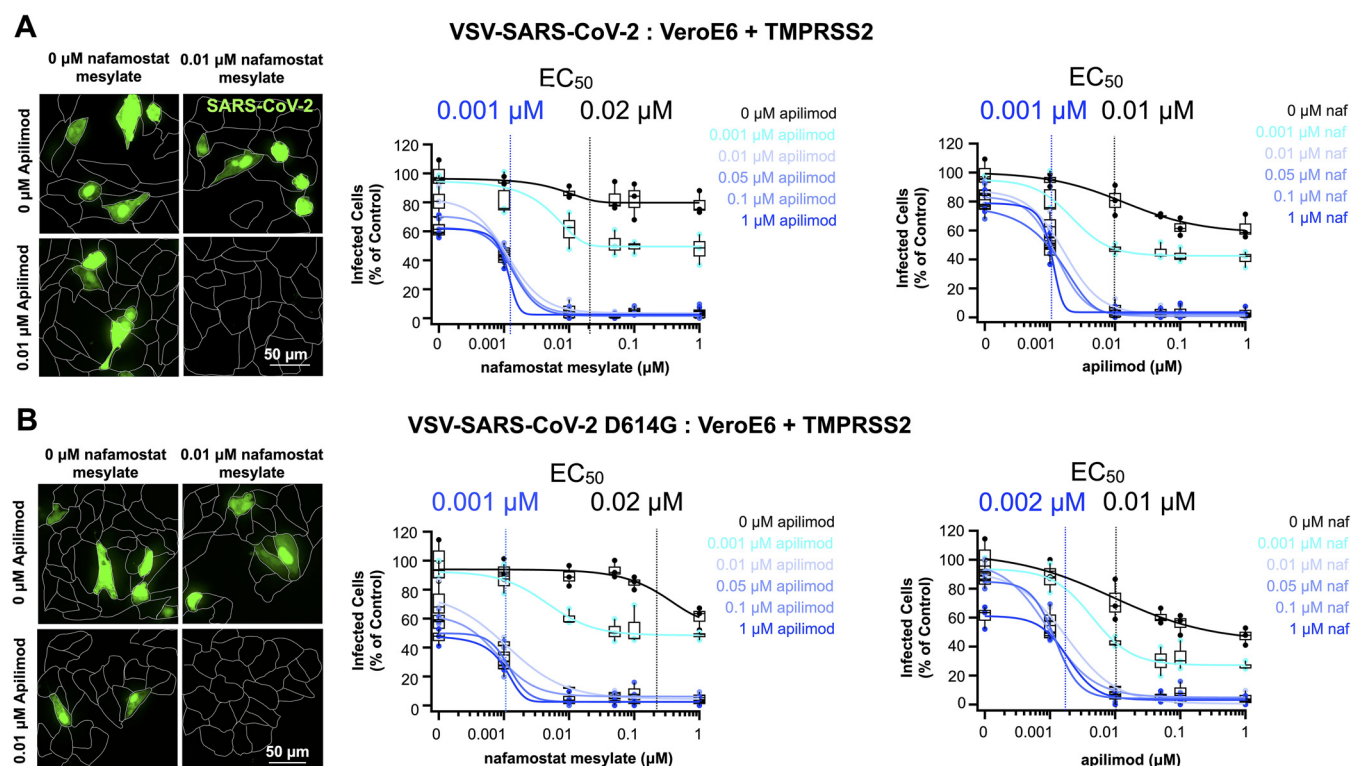 A
VSV-SARS-CoV-2 : VeroE6 + TMPRSS2
0 µM nafamostat
mesylate
0.01 µM nafamostat
mesylate
0 µM Apilimod
0.01 µM Apilimod
SARS-CoV-2
50 µm
EC50
0.001 µM
0.02 µM
0 µM apilimod
0.001 µM apilimod
0.01 µM apilimod
0.05 µM apilimod
0.1 µM apilimod
1 µM apilimod
Infected Cells
(% of Control)
120
100
80
60
40
20
0
0
0.001
0.01
0.1
1
nafamostat mesylate (µM)
EC50
0.001 µM
0.01 µM
0 µM naf
0.001 µM naf
0.01 µM naf
0.05 µM naf
0.1 µM naf
1 µM naf
Infected Cells
(% of Control)
120
100
80
60
40
20
0
0
0.001
0.01
0.1
1
apilimod (µM)
B
VSV-SARS-CoV-2 D614G : VeroE6 + TMPRSS2
0 µM nafamostat
mesylate
0.01 µM nafamostat
mesylate
0 µM Apilimod
0.01 µM Apilimod
50 µm
EC50
0.001 µM
0.02 µM
0 µM apilimod
0.001 µM apilimod
0.01 µM apilimod
0.05 µM apilimod
0.1 µM apilimod
1 µM apilimod
Infected Cells
(% of Control)
120
100
80
60
40
20
0
0
0.001
0.01
0.1
1
nafamostat mesylate (µM)
EC50
0.002 µM
0.01 µM
0 µM naf
0.001 µM naf
0.01 µM naf
0.05 µM naf
0.1 µM naf
1 µM naf
Infected Cells
(% of Control)
120
100
80
60
40
20
0
0
0.001
0.01
0.1
1
apilimod (µM)